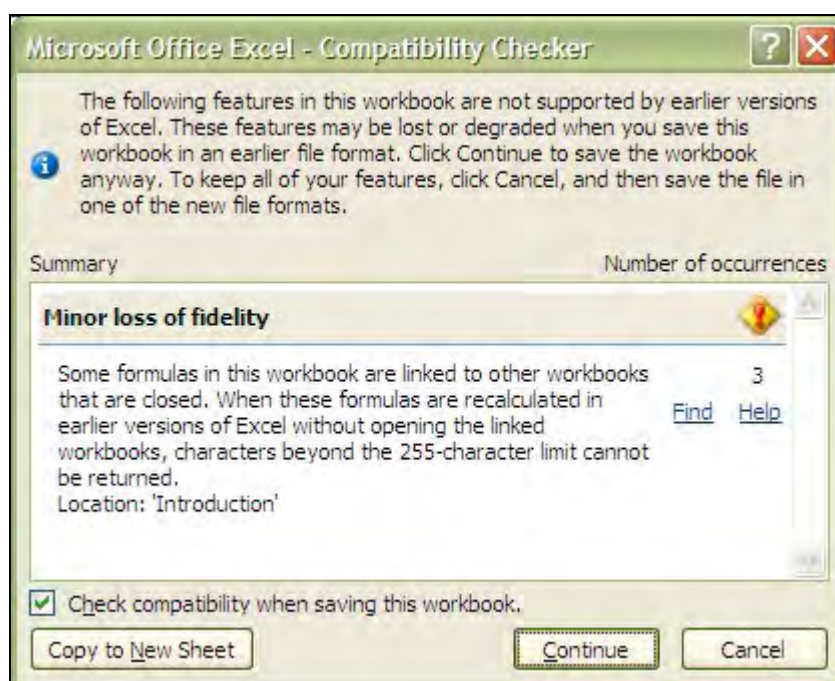 Microsoft Office Excel - Compatibility Checker
The following features in this workbook are not supported by earlier versions
of Excel. These features may be lost or degraded when you save this
workbook in an earlier file format. Click Continue to save the workbook
anyway. To keep all of your features, click Cancel, and then save the file in
one of the new file formats.
Summary Number of occurrences
Minor loss of fidelity
Some formulas in this workbook are linked to other workbooks 3
that are closed. When these formulas are recalculated in
earlier versions of Excel without opening the linked Find Help
workbooks, characters beyond the 255-character limit cannot
be returned.
Location: 'Introduction'
Check compatibility when saving this workbook.
Copy to New Sheet Continue Cancel